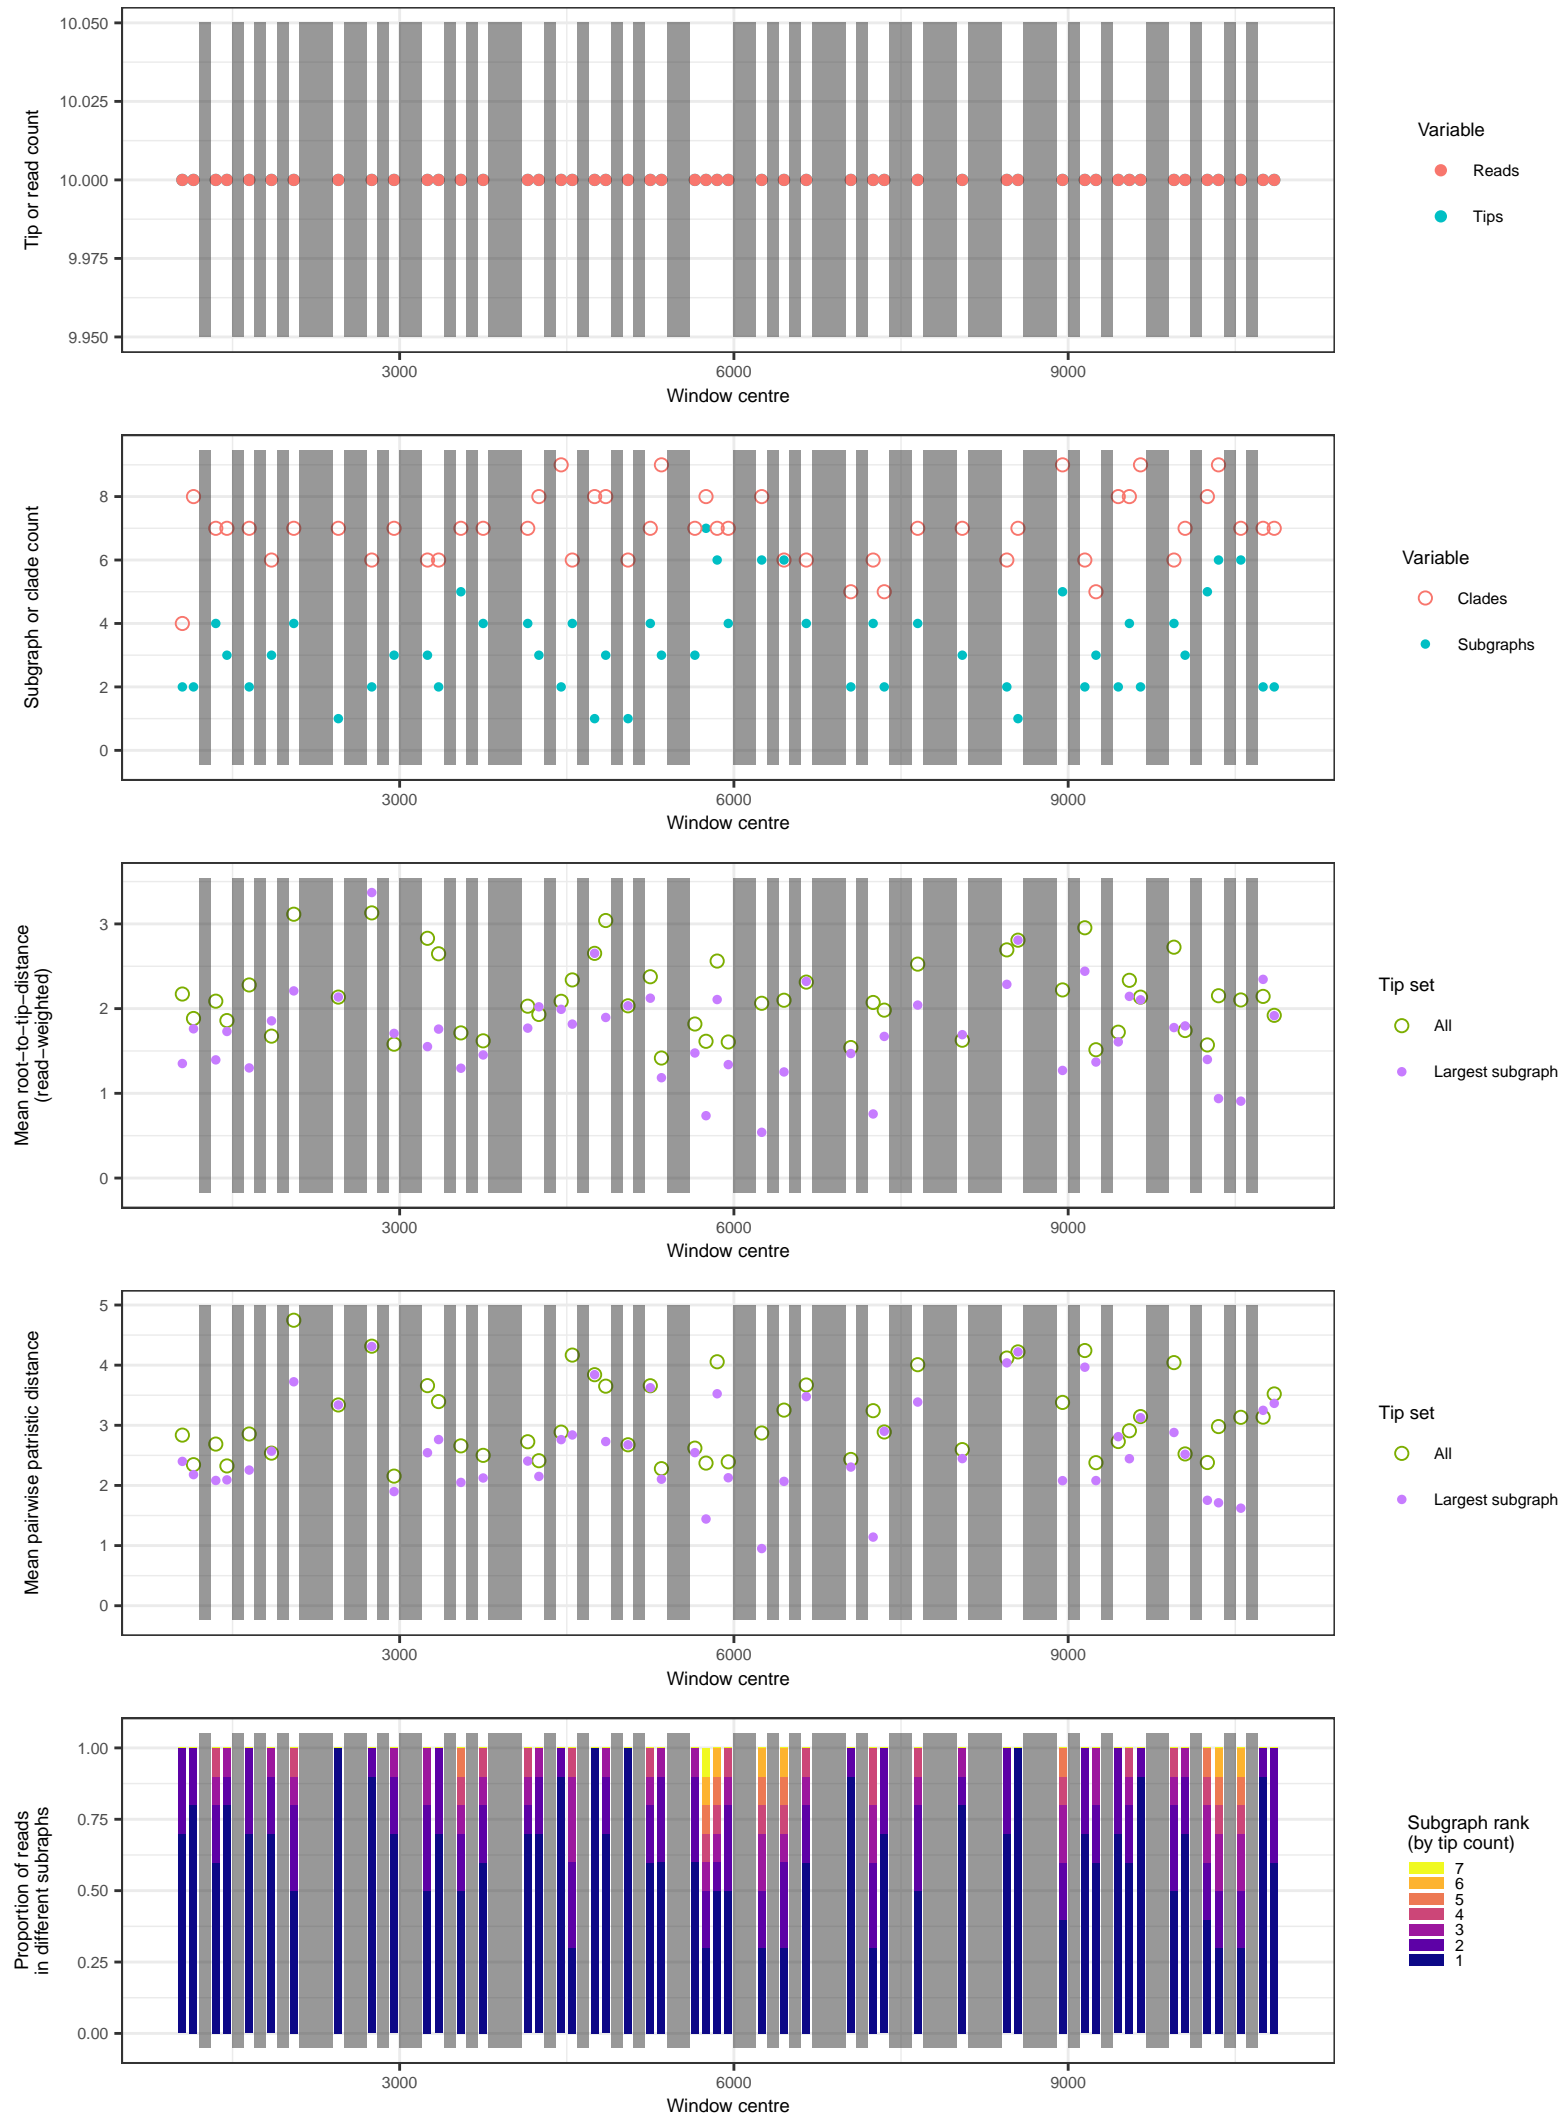 10.050
10.025
10.000
9.975
9.950
Tip or read count
3000 6000 9000
Window centre
Variable
Reads
Tips
8
6
4
2
0
Subgraph or clade count
3000 6000 9000
Window centre
Variable
Clades
Subgraphs
3
2
1
0
Mean root−to−tip−distance
(read−weighted)
3000 6000 9000
Window centre
Tip set
All
Largest subgraph
5
4
3
2
1
0
Mean pairwise patristic distance
3000 6000 9000
Window centre
Tip set
All
Largest subgraph
1.00
0.75
0.50
0.25
0.00
Proportion of reads
in different subraphs
3000 6000 9000
Window centre
Subgraph rank
(by tip count)
7
6
5
4
3
2
1